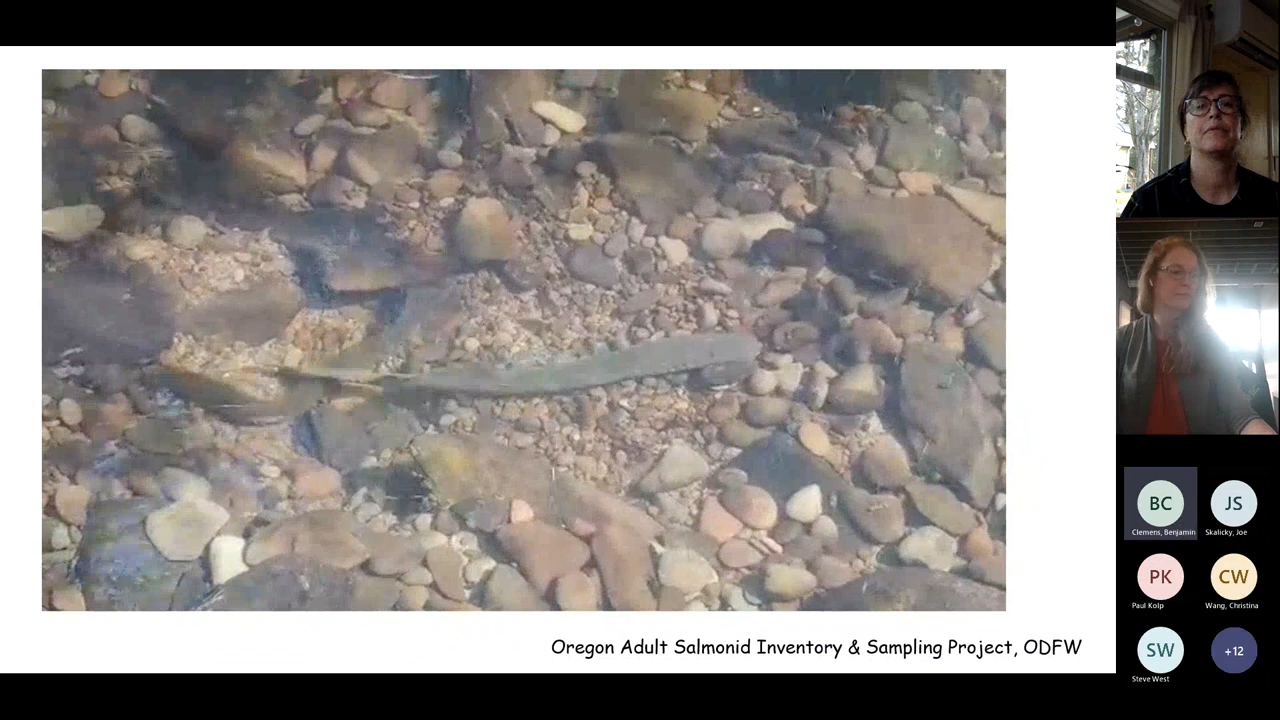 Oregon Adult Salmonid Inventory & Sampling Project, ODFW
BC
Clemens, Benjamin
JS
Skalicky, Joe
PK
Paul Kolp
CW
Wang, Christina
SW
Steve West
+12